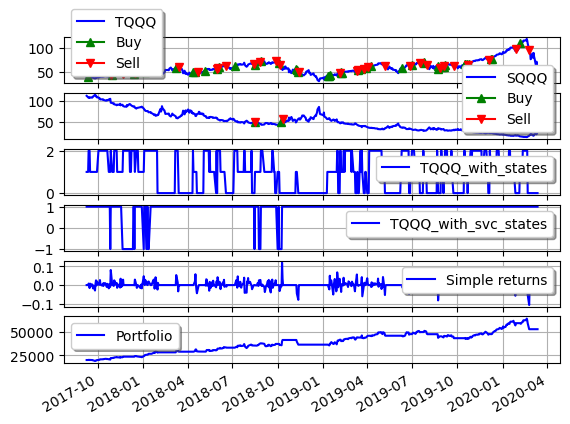 TQQQ
Buy
Sell
100
50
SQQQ
Buy
Sell
100
50
2
TQQQ_with_states
0
1
TQQQ_with_svc_states
0
−1
0.1
Simple returns
0.0
−0.1
Portfolio
50000
25000
2017-10
2018-01
2018-04
2018-07
2018-10
2019-01
2019-04
2019-07
2019-10
2020-01
2020-04